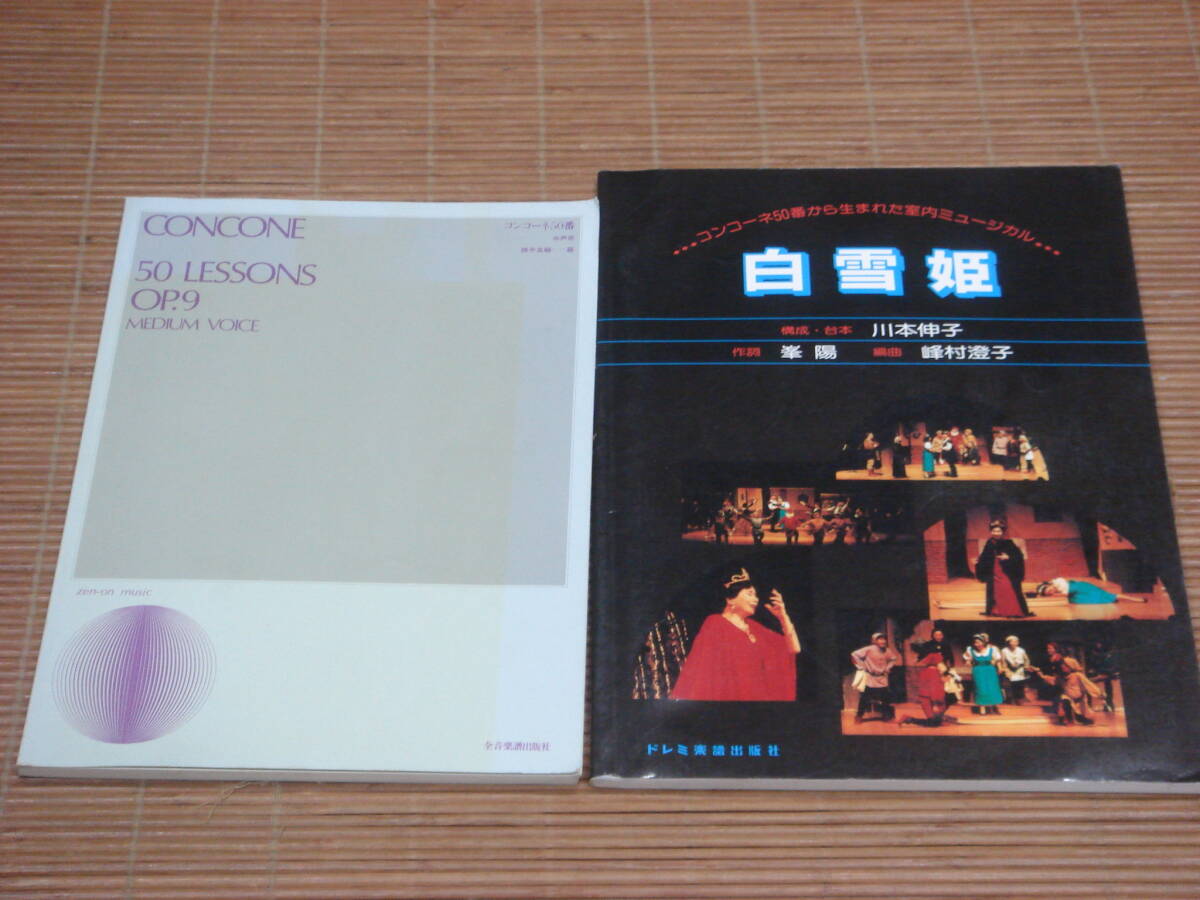 CONCONE
コンコーネ50番
中声用
50 LESSONS
OP.9
MEDIUM VOICE
zen-on music
全音楽譜出版社
•••コンコーネ50番から生まれた室内ミュージカル•••
白雪姫
構成・台本 川本伸子
作詞 峯陽 編曲 峰村澄子
ドレミ楽譜出版社